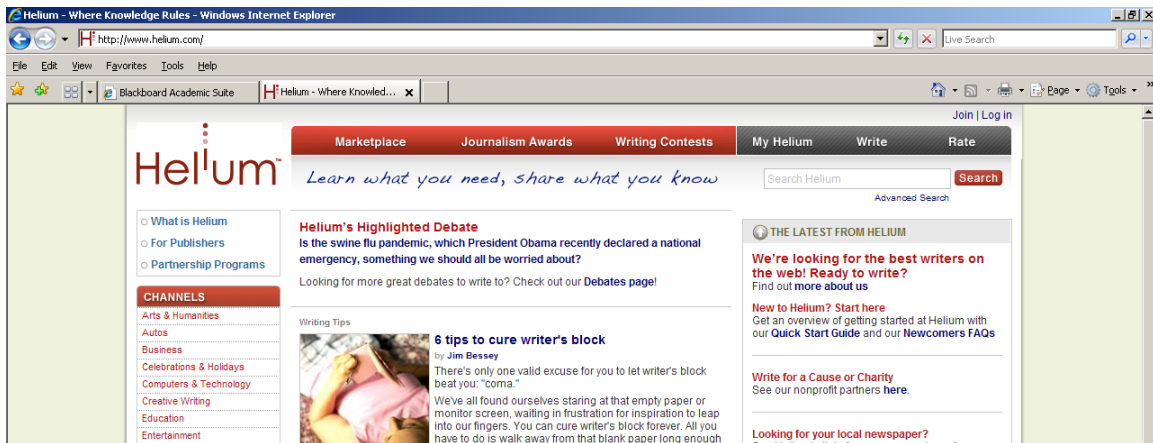 Helium - Where Knowledge Rules - Windows Internet Explorer
http://www.helium.com/
Live Search
File Edit View Favorites Tools Help
Blackboard Academic Suite
Helium - Where Knowled...
Page
Tools
Join | Log in
Helium™
Marketplace
Journalism Awards
Writing Contests
My Helium
Write
Rate
Learn what you need, share what you know
Search Helium
Search
Advanced Search
What is Helium
For Publishers
Partnership Programs
CHANNELS
Arts & Humanities
Autos
Business
Celebrations & Holidays
Computers & Technology
Creative Writing
Education
Entertainment
Helium's Highlighted Debate
Is the swine flu pandemic, which President Obama recently declared a national
emergency, something we should all be worried about?
Looking for more great debates to write to? Check out our Debates page!
Writing Tips
6 tips to cure writer's block
by Jim Bessey
There's only one valid excuse for you to let writer's block
beat you: "coma."
We've all found ourselves staring at that empty paper or
monitor screen, waiting in frustration for inspiration to leap
into our fingers. You can cure writer's block forever. All you
have to do is walk away from that blank paper long enough
THE LATEST FROM HELIUM
We're looking for the best writers on
the web! Ready to write?
Find out more about us
New to Helium? Start here
Get an overview of getting started at Helium with
our Quick Start Guide and our Newcomers FAQs
Write for a Cause or Charity
See our nonprofit partners here.
Looking for your local newspaper?